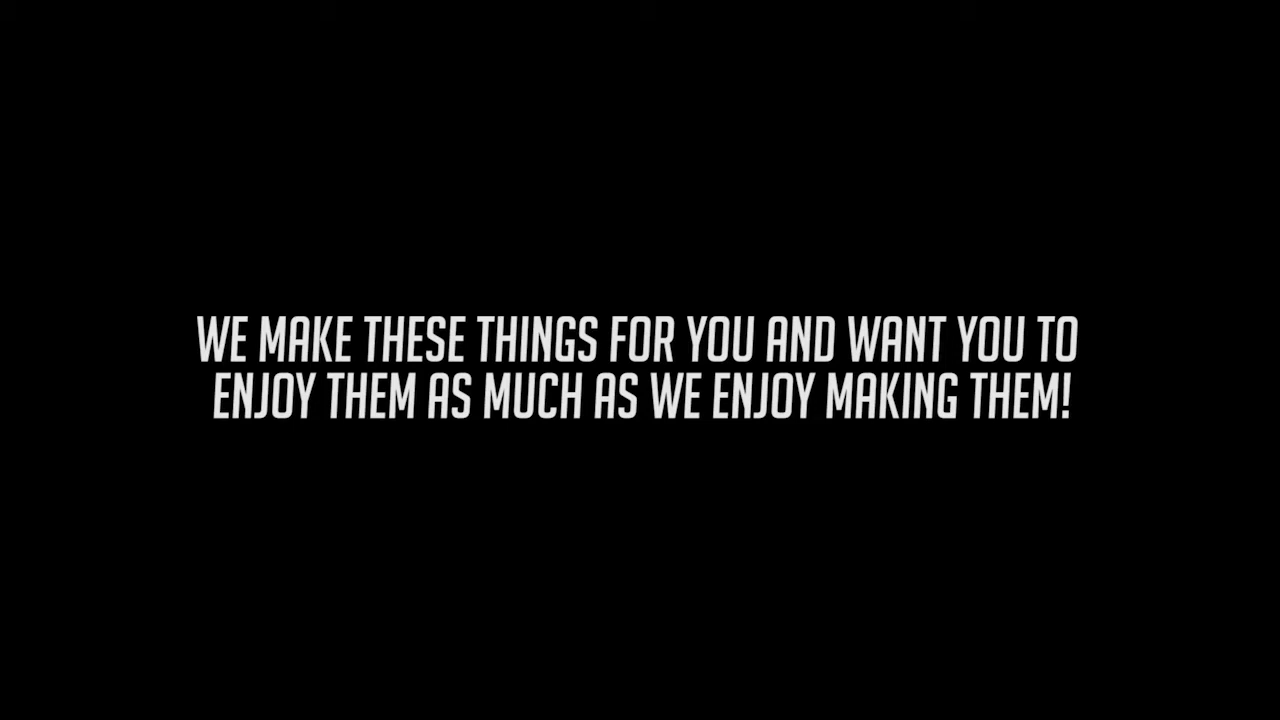 WE MAKE THESE THINGS FOR YOU AND WANT YOU TO
ENJOY THEM AS MUCH AS WE ENJOY MAKING THEM!